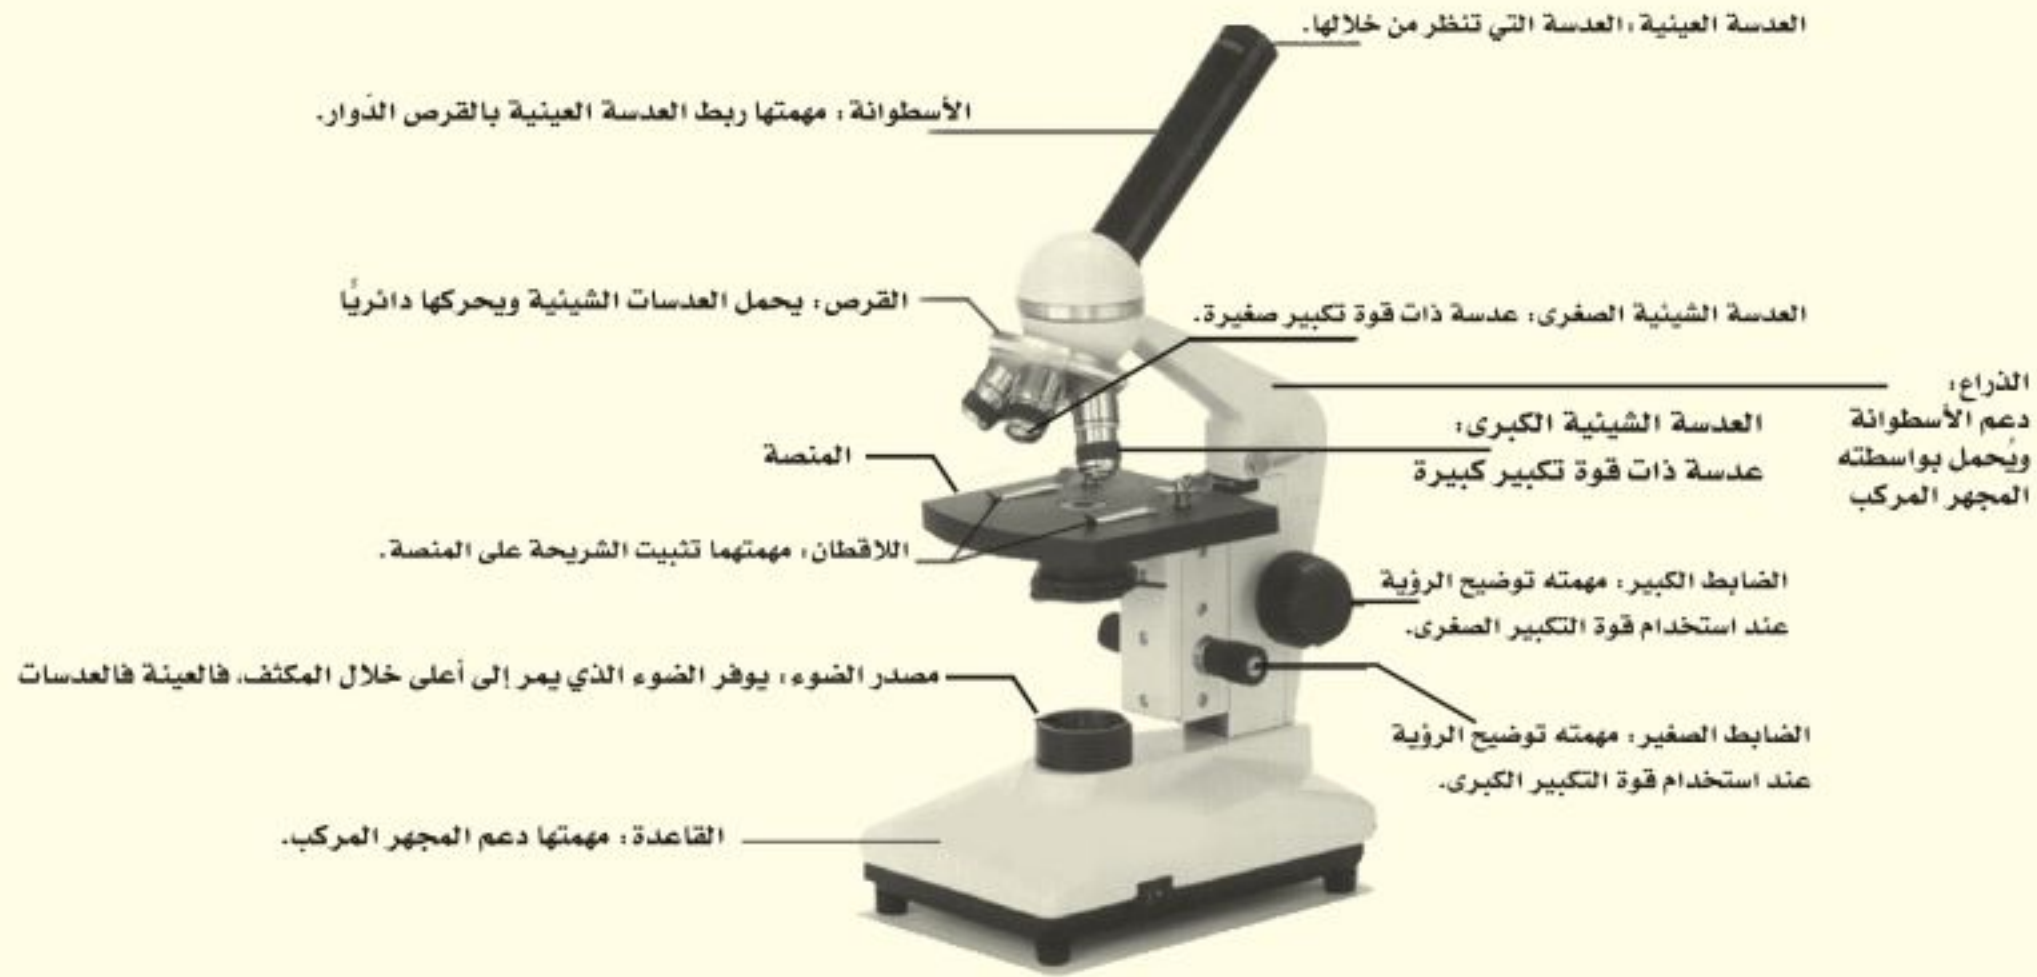 العدسة العينية: العدسة التي تنظر من خلالها.
الأسطوانة: مهمتها ربط العدسة العينية بالقرص الدّوار.
القرص: يحمل العدسات الشيئية ويحركها دائريًّا
العدسة الشيئية الصغرى: عدسة ذات قوة تكبير صغيرة.
الذراع:
دعم الأسطوانة
ويُحمل بواسطته
المجهر المركب
العدسة الشيئية الكبرى:
عدسة ذات قوة تكبير كبيرة
المنصة
اللاقطان: مهمتهما تثبيت الشريحة على المنصة.
الضابط الكبير: مهمته توضيح الرؤية
عند استخدام قوة التكبير الصغرى.
مصدر الضوء: يوفر الضوء الذي يمر إلى أعلى خلال المكثف، فالعينة فالعدسات
الضابط الصغير: مهمته توضيح الرؤية
عند استخدام قوة التكبير الكبرى.
القاعدة: مهمتها دعم المجهر المركب.